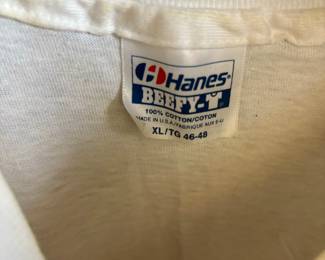 Hanes®
BEEFY-T®
100% COTTON/COTON
MADE IN U.S.A./FABRIQUE AUX E-U
XL/TG 46-48